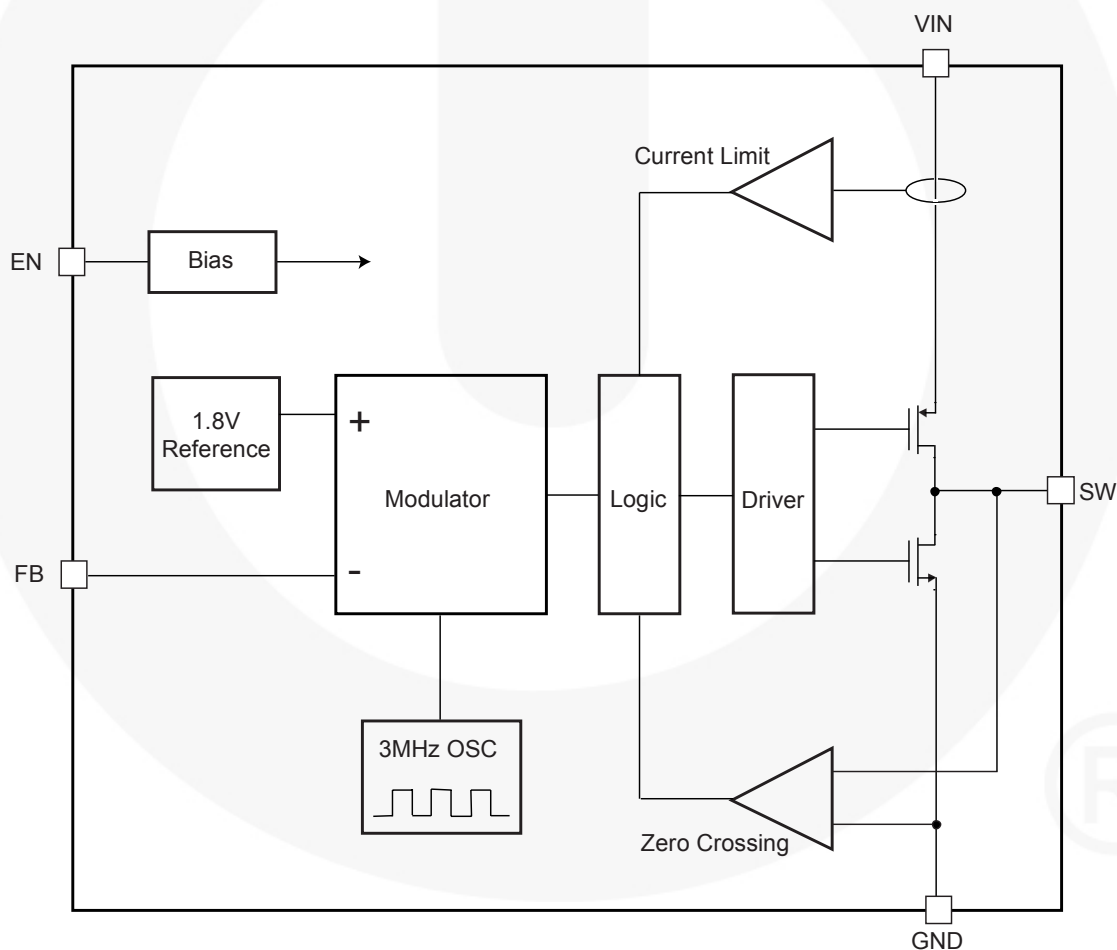 VIN
Current Limit
EN
Bias
1.8V
Reference
+
Modulator
Logic
Driver
SW
FB
-
3MHz OSC
Zero Crossing
GND
R